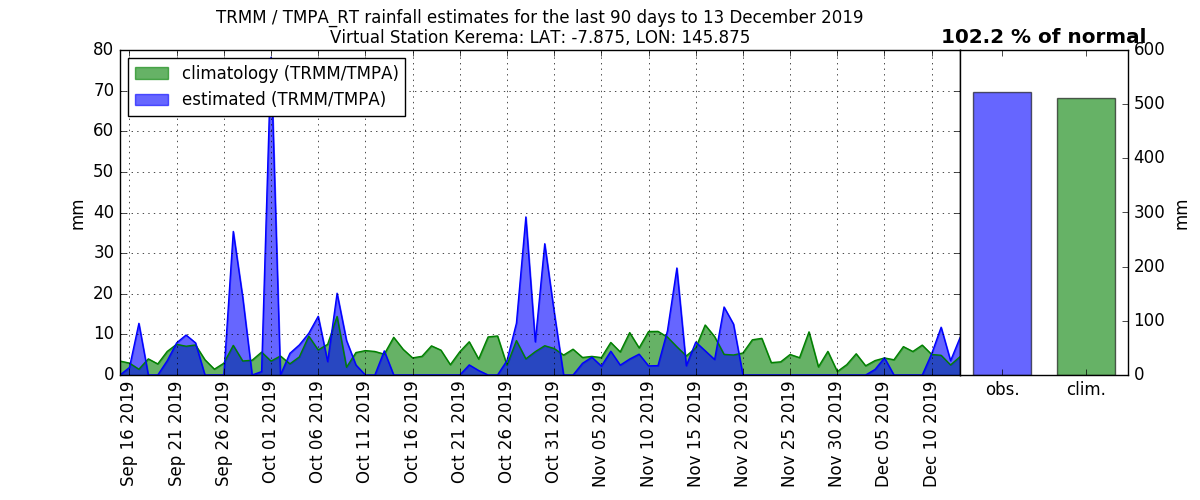 TRMM / TMPA_RT rainfall estimates for the last 90 days to 13 December 2019
Virtual Station Kerema: LAT: -7.875, LON: 145.875
102.2 % of normal
climatology (TRMM/TMPA)
estimated (TRMM/TMPA)
80
70
60
50
40
30
20
10
0
mm
Sep 16 2019
Sep 21 2019
Sep 26 2019
Oct 01 2019
Oct 06 2019
Oct 11 2019
Oct 16 2019
Oct 21 2019
Oct 26 2019
Oct 31 2019
Nov 05 2019
Nov 10 2019
Nov 15 2019
Nov 20 2019
Nov 25 2019
Nov 30 2019
Dec 05 2019
Dec 10 2019
obs.
clim.
600
500
400
300
200
100
0
mm